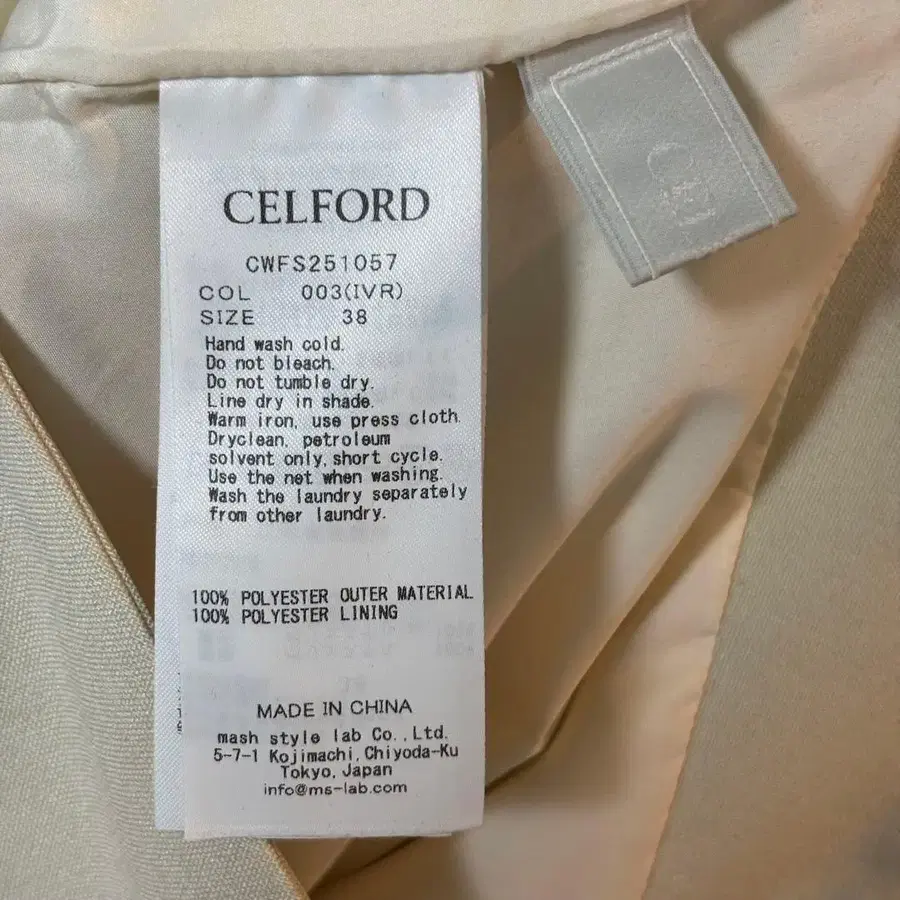 CELFORD
CWFS251057
COL 003(IVR)
SIZE 38
Hand wash cold.
Do not bleach.
Do not tumble dry.
Line dry in shade.
Warm iron, use press cloth.
Dryclean, petroleum
solvent only, short cycle.
Use the net when washing.
Wash the laundry separately
from other laundry.
100% POLYESTER OUTER MATERIAL
100% POLYESTER LINING
MADE IN CHINA
mash style lab Co.,Ltd.
5-7-1 Kojimachi, Chiyoda-Ku
Tokyo, Japan
info@ms-lab.com